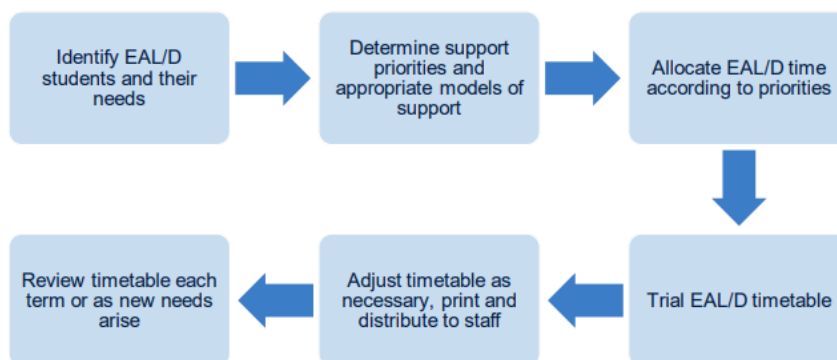 Identify EAL/D
students and their
needs
Determine support
priorities and
appropriate models of
support
Allocate EAL/D time
according to priorities
Trial EAL/D timetable
Adjust timetable as
necessary, print and
distribute to staff
Review timetable each
term or as new needs
arise